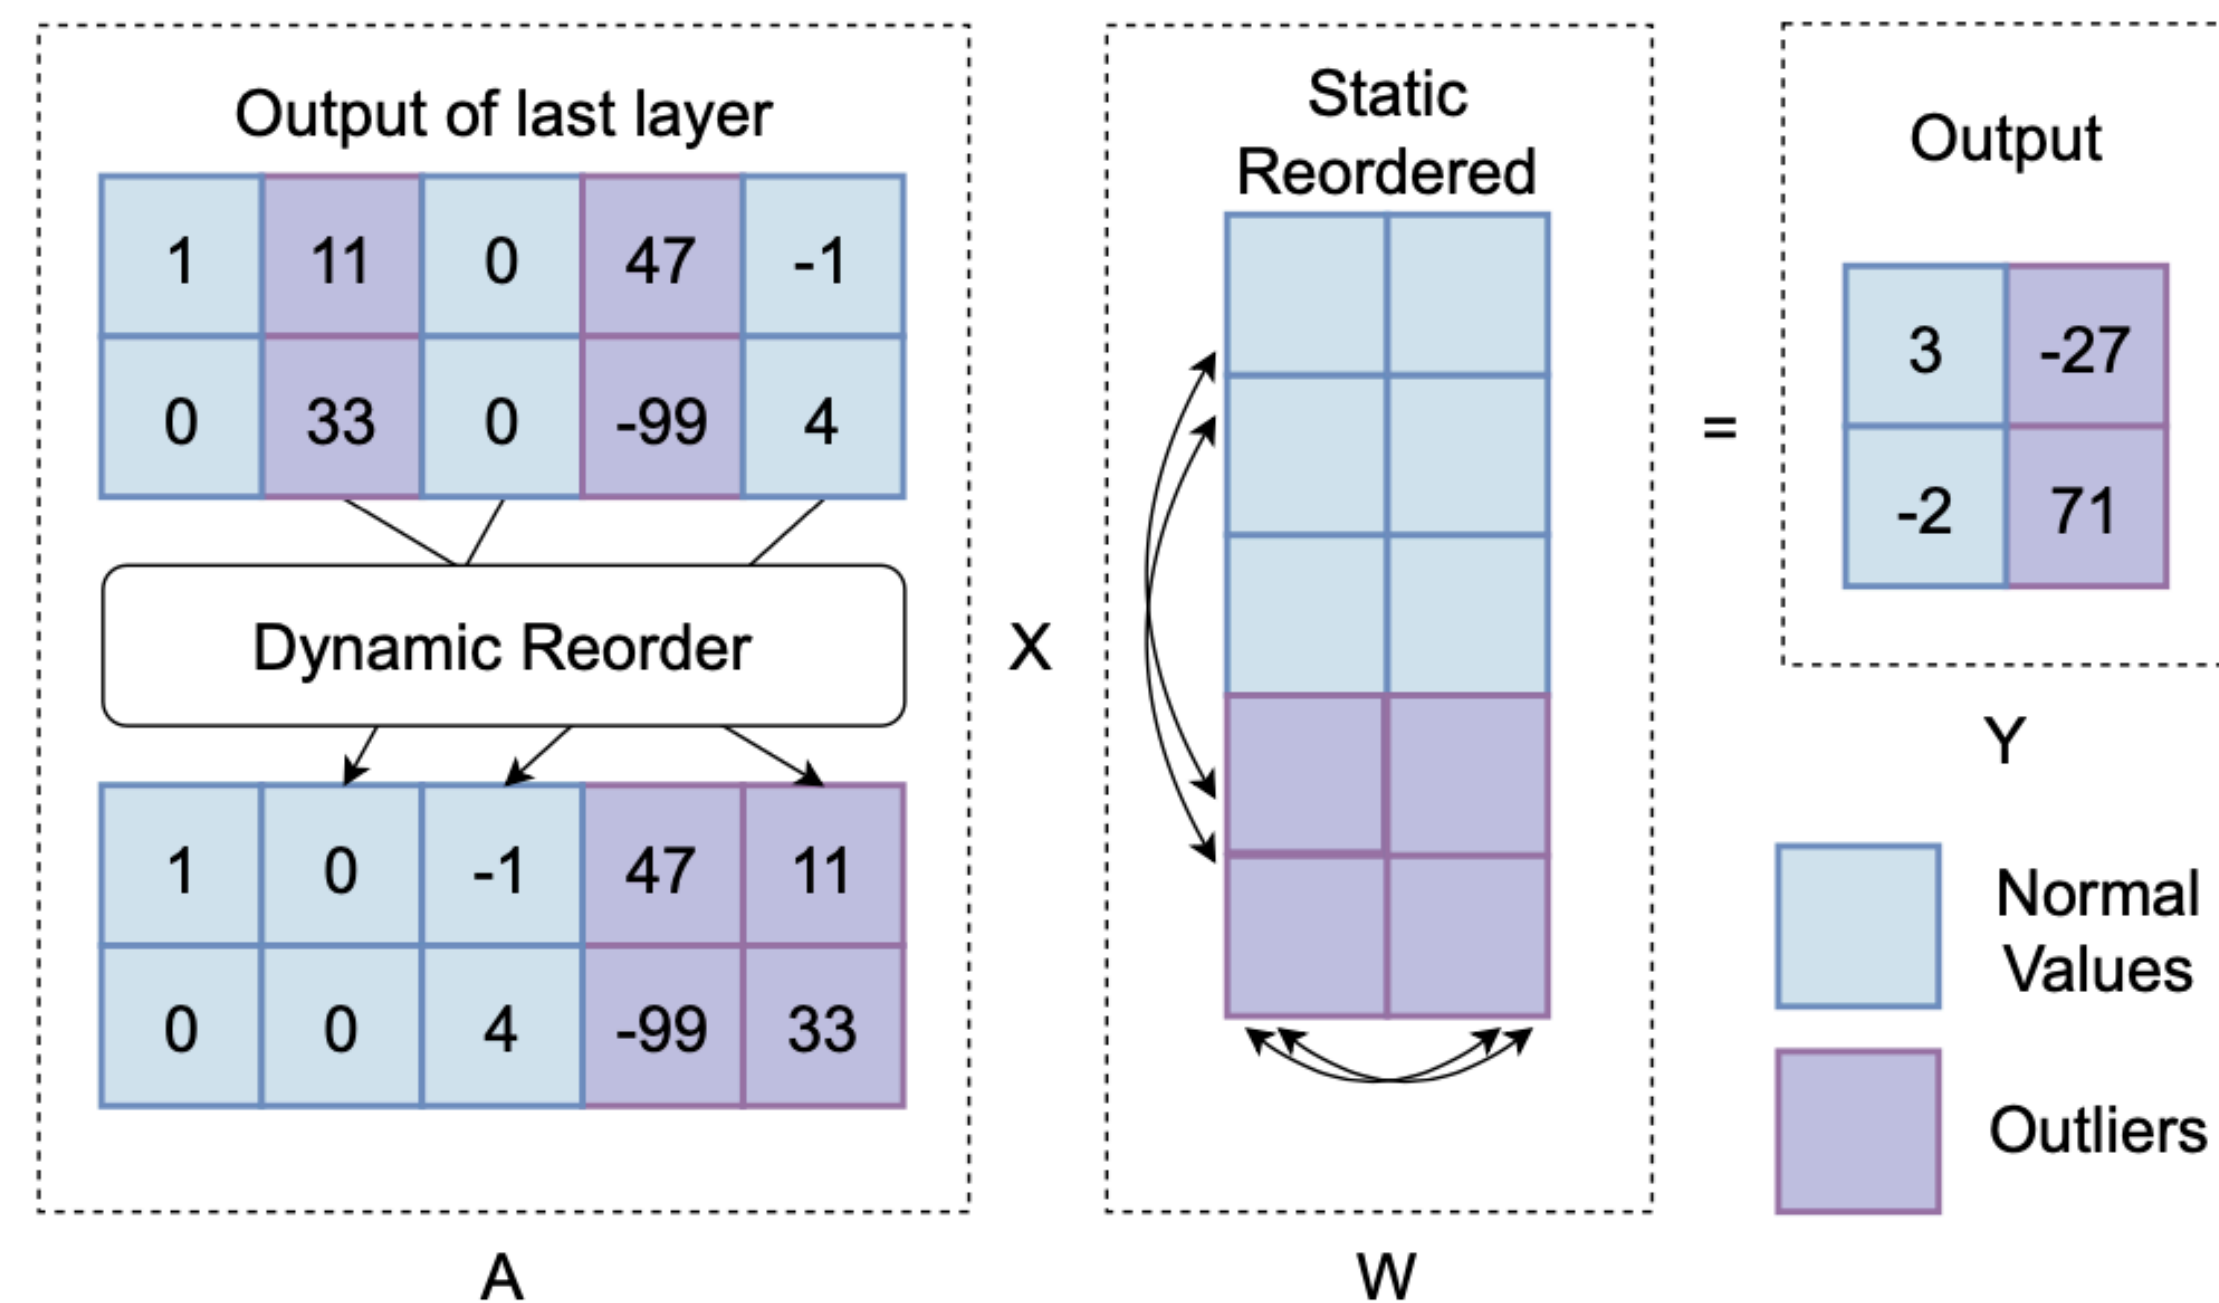 Output of last layer
1 11 0 47 -1
0 33 0 -99 4
Dynamic Reorder
1 0 -1 47 11
0 0 4 -99 33
A
X
Static
Reordered
W
=
Output
3 -27
-2 71
Y
Normal
Values
Outliers